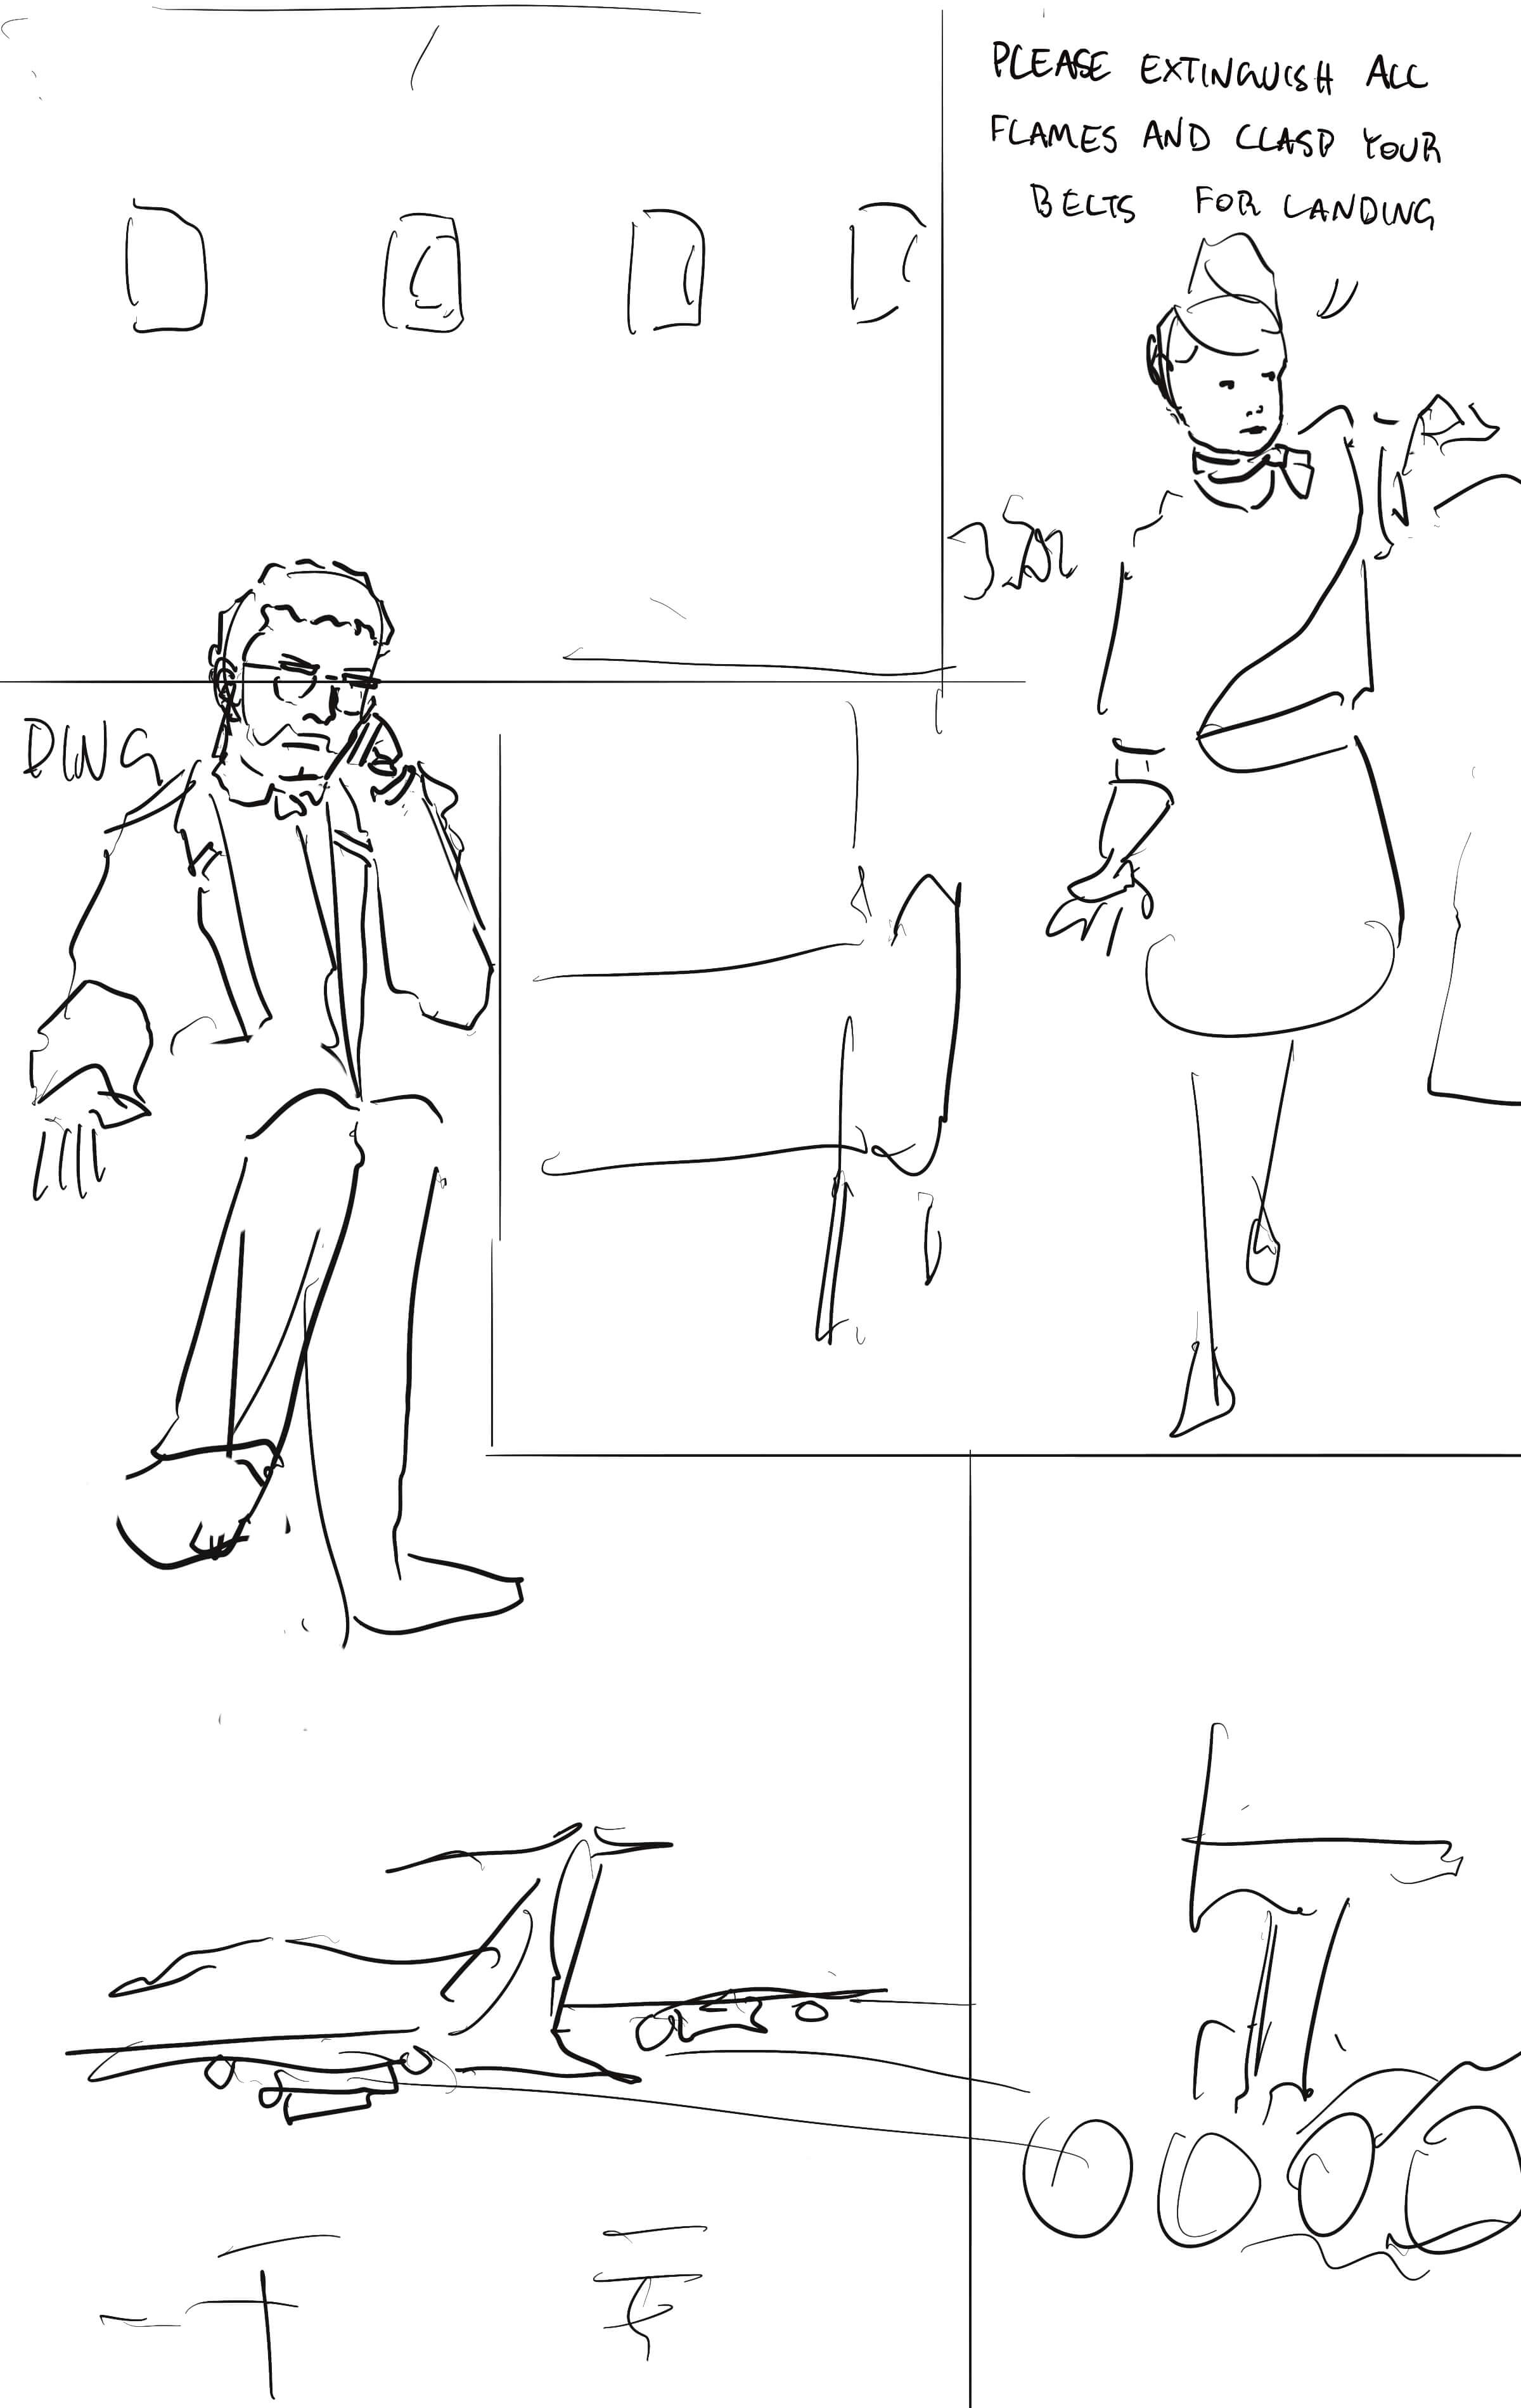 PLEASE EXTINGUISH ALL
FLAMES AND CLASP YOUR
BELTS FOR LANDING
DING